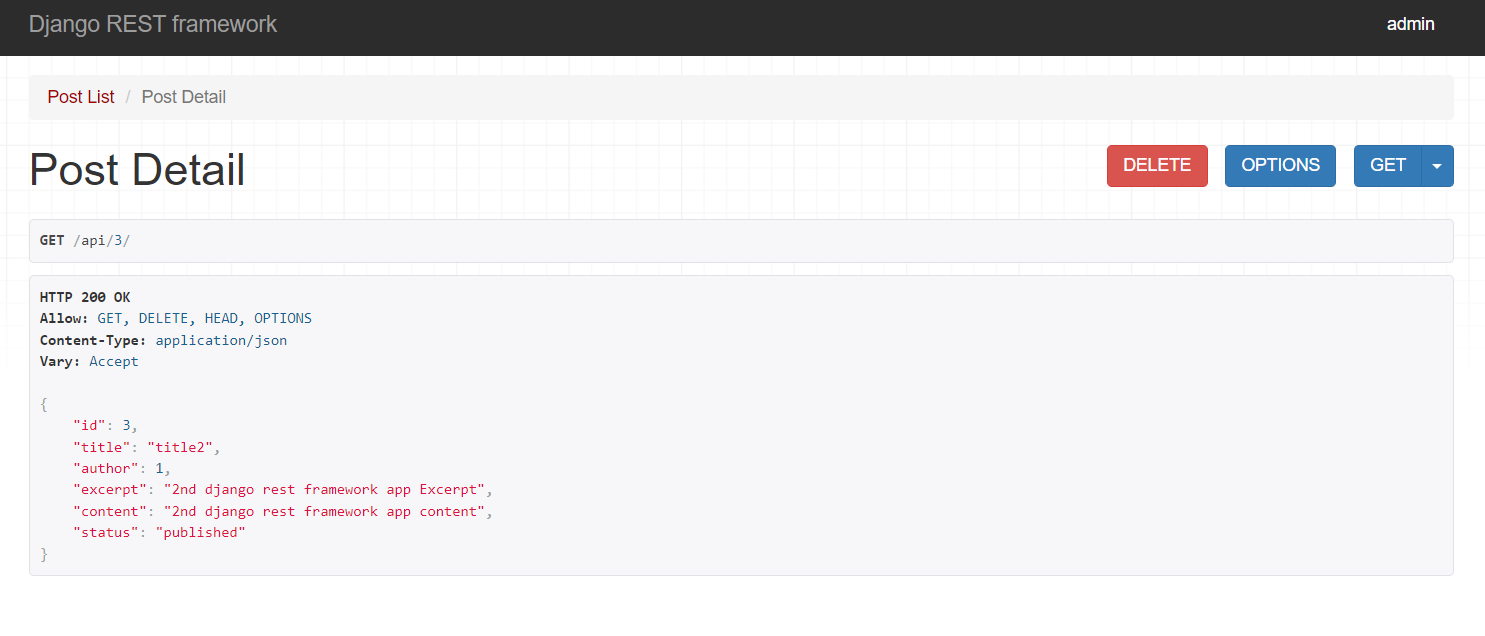 Django REST framework
admin
Post List / Post Detail
Post Detail
DELETE
OPTIONS
GET
GET /api/3/
HTTP 200 OK
Allow: GET, DELETE, HEAD, OPTIONS
Content-Type: application/json
Vary: Accept
{
    "id": 3,
    "title": "title2",
    "author": 1,
    "excerpt": "2nd django rest framework app Excerpt",
    "content": "2nd django rest framework app content",
    "status": "published"
}